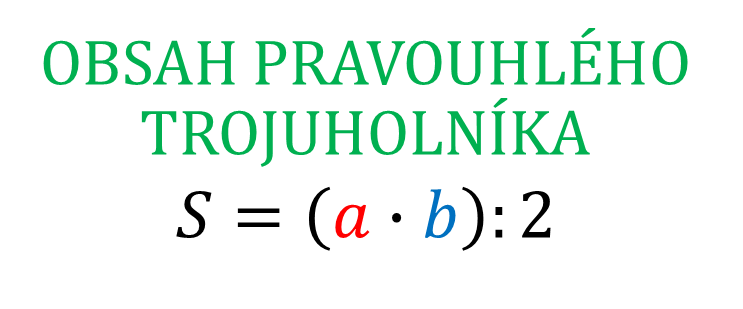 OBSAH PRAVOUHLÉHO
TROJUHOLNÍKA
S = (a · b): 2